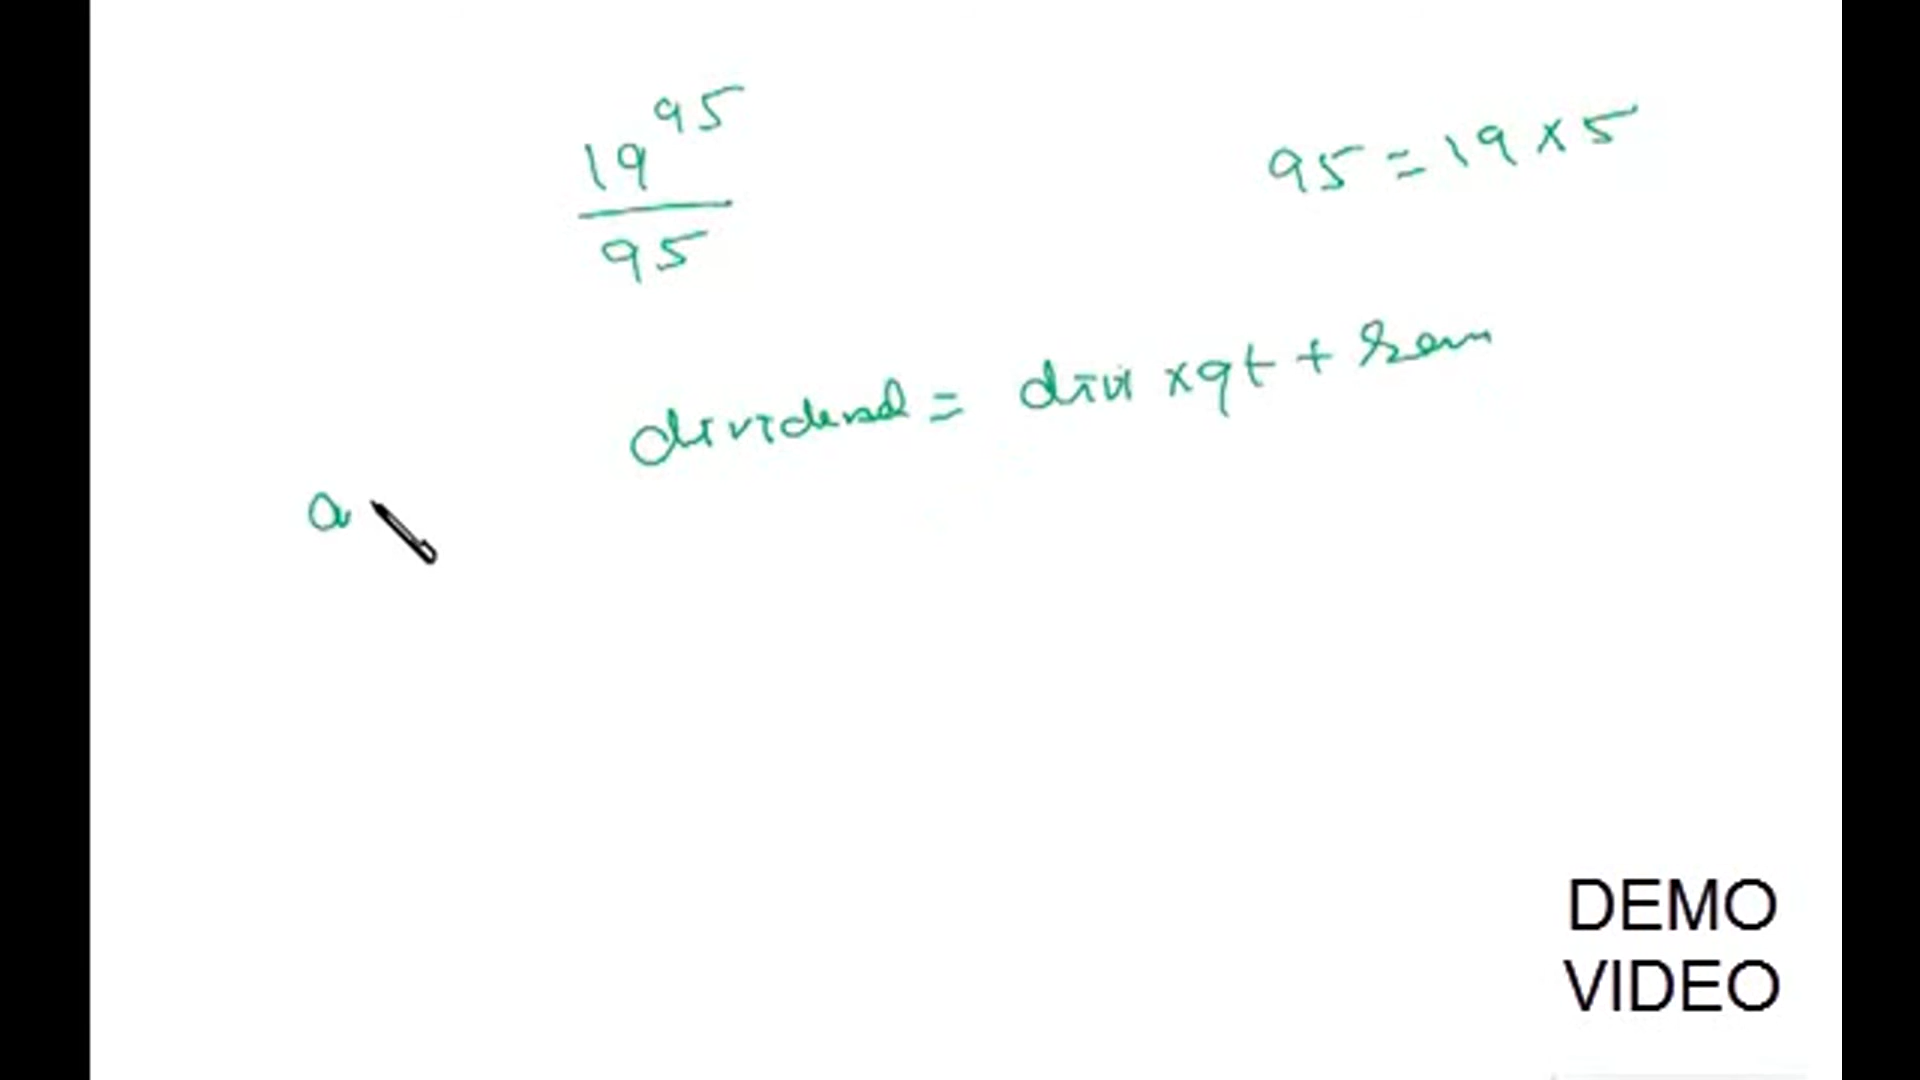 19^95
95
95 = 19 × 5
dividend = divi × qt + rem
a
DEMO
VIDEO